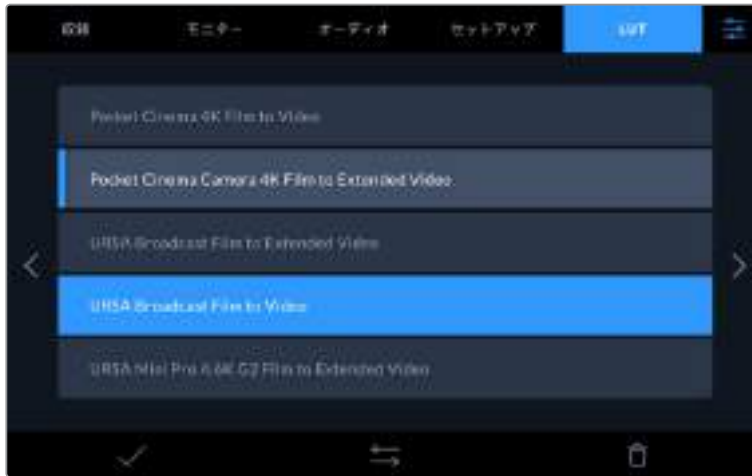 収録 モニター オーディオ セットアップ LUT
Pocket Cinema 4K Film to Video
Pocket Cinema Camera 4K Film to Extended Video
URSA Broadcast Film to Extended Video
URSA Broadcast Film to Video
URSA Mini Pro 4.6K G2 Film to Extended Video